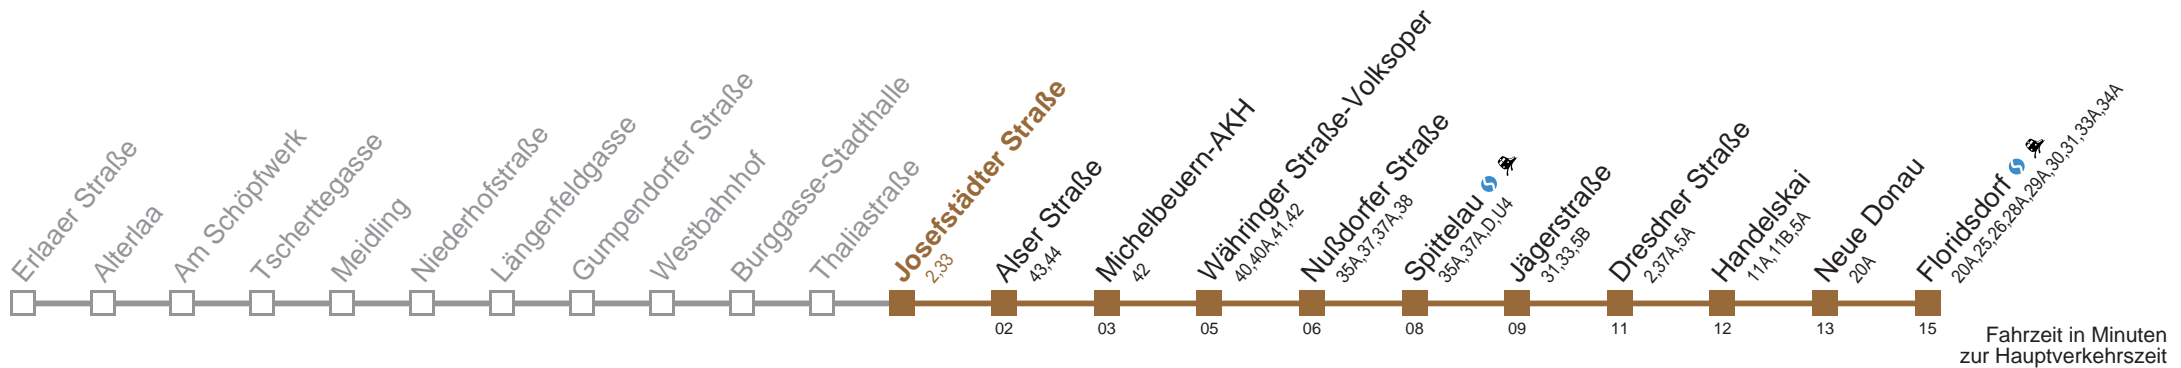 Erlaaer Straße
Alterlaa
Am Schöpfwerk
Tscherttegasse
Meidling
Niederhofstraße
Längenfeldgasse
Gumpendorfer Straße
Westbahnhof
Burggasse-Stadthalle
Thaliastraße
Josefstädter Straße
2,33
Alser Straße
43,44
02
Michelbeuern-AKH
42
03
Währinger Straße-Volksoper
40,40A,41,42
05
Nußdorfer Straße
35A,37,37A,38
06
Spittelau
35A,37A,D,U4
08
Jägerstraße
31,33,5B
09
Dresdner Straße
2,37A,5A
11
Handelskai
11A,11B,5A
12
Neue Donau
20A
13
Floridsdorf
20A,25,26,28A,29A,30,31,33A,34A
15
Fahrzeit in Minuten
zur Hauptverkehrszeit